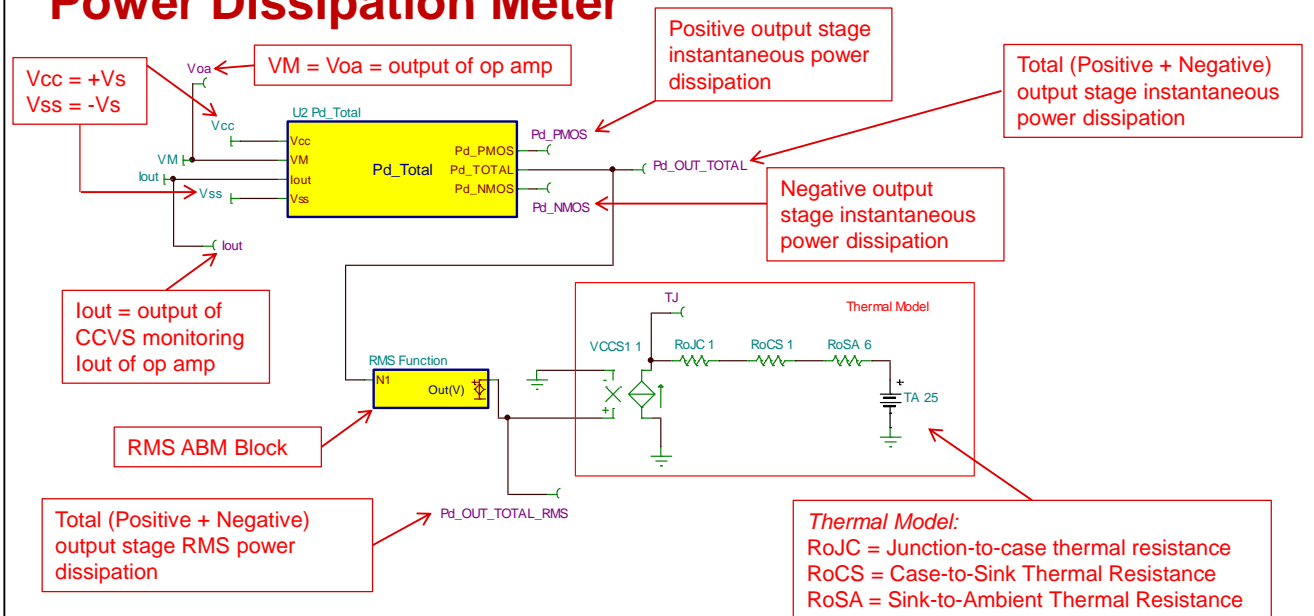 Power Dissipation Meter
Vcc = +Vs
Vss = -Vs
Voa
VM = Voa = output of op amp
Positive output stage
instantaneous power
dissipation
Total (Positive + Negative)
output stage instantaneous
power dissipation
U2 Pd_Total
Vcc
VM
Iout
Vss
Vcc
VM
Iout
Vss
Pd_Total
Pd_PMOS
Pd_TOTAL
Pd_NMOS
Pd_PMOS
Pd_OUT_TOTAL
Pd_NMOS
Iout
Negative output
stage instantaneous
power dissipation
Iout = output of
CCVS monitoring
Iout of op amp
RMS Function
N1
Out(V)
RMS ABM Block
TJ
Thermal Model
VCCS1 1
RoJC 1
RoCS 1
RoSA 6
+
TA 25
+
Pd_OUT_TOTAL_RMS
Total (Positive + Negative)
output stage RMS power
dissipation
Thermal Model:
RoJC = Junction-to-case thermal resistance
RoCS = Case-to-Sink Thermal Resistance
RoSA = Sink-to-Ambient Thermal Resistance